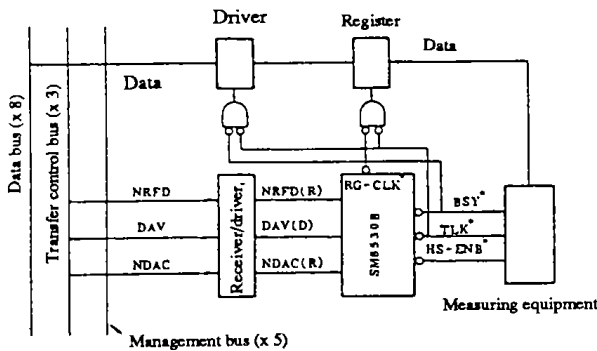 Driver
Register
Data
Data
Data bus (x 8)
Transfer control bus (x 3)
NRFD
DAV
NDAC
Receiver/driver,
NRFD(R)
DAV(D)
NDAC(R)
RG-CLK*
SM8530B
BSY*
TLK*
HS-ENB*
Measuring equipment
Management bus (x 5)